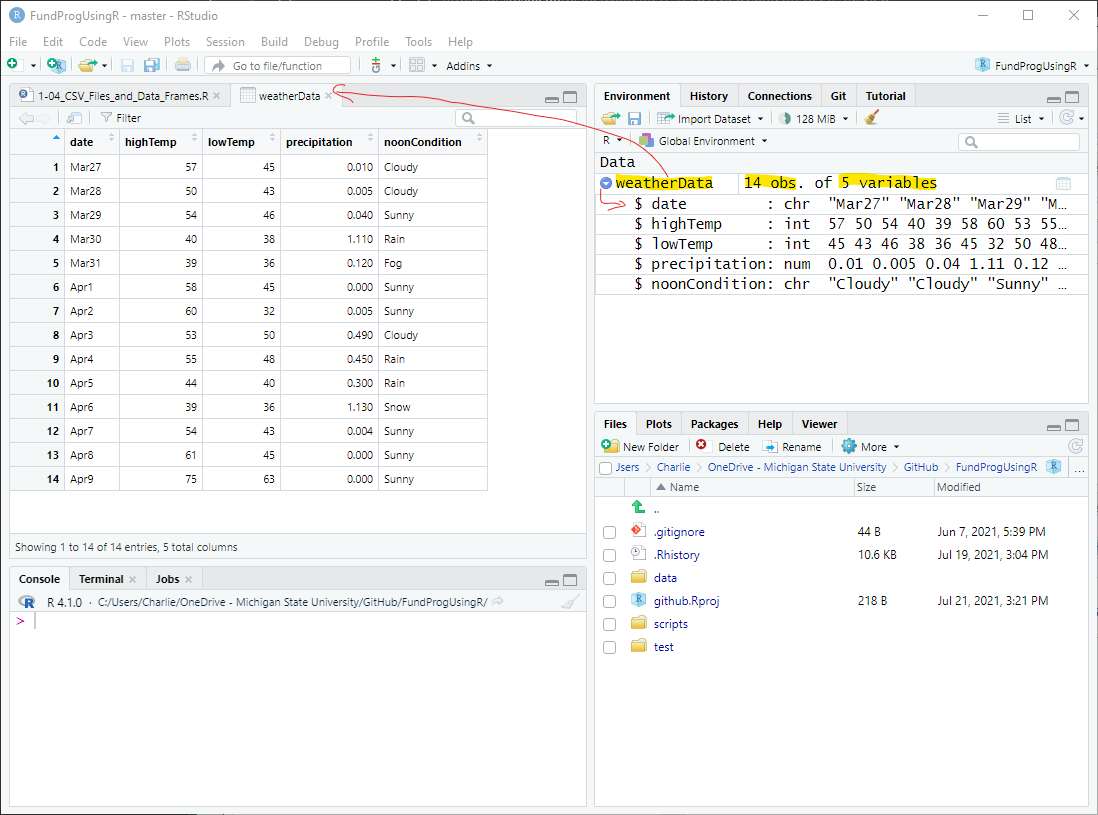 FundProgUsingR - master - RStudio
File Edit Code View Plots Session Build Debug Profile Tools Help
Go to file/function Addins FundProgUsingR
1-04_CSV_Files_and_Data_Frames.R weatherData
Filter
date highTemp lowTemp precipitation noonCondition
1 Mar27 57 45 0.010 Cloudy
2 Mar28 50 43 0.005 Cloudy
3 Mar29 54 46 0.040 Sunny
4 Mar30 40 38 1.110 Rain
5 Mar31 39 36 0.120 Fog
6 Apr1 58 45 0.000 Sunny
7 Apr2 60 32 0.005 Sunny
8 Apr3 53 50 0.490 Cloudy
9 Apr4 55 48 0.450 Rain
10 Apr5 44 40 0.300 Rain
11 Apr6 39 36 1.130 Snow
12 Apr7 54 43 0.004 Sunny
13 Apr8 61 45 0.000 Sunny
14 Apr9 75 63 0.000 Sunny
Showing 1 to 14 of 14 entries, 5 total columns
Console Terminal Jobs
R R 4.1.0 · C:/Users/Charlie/OneDrive - Michigan State University/GitHub/FundProgUsingR/
>
Environment History Connections Git Tutorial
Import Dataset 128 MiB List
R Global Environment
Data
weatherData 14 obs. of 5 variables
$ date : chr "Mar27" "Mar28" "Mar29" "M...
$ highTemp : int 57 50 54 40 39 58 60 53 55...
$ lowTemp : int 45 43 46 38 36 45 32 50 48...
$ precipitation: num 0.01 0.005 0.04 1.11 0.12 ...
$ noonCondition: chr "Cloudy" "Cloudy" "Sunny" ...
Files Plots Packages Help Viewer
New Folder Delete Rename More
Jsers > Charlie > OneDrive - Michigan State University > GitHub > FundProgUsingR ...
Name Size Modified
..
.gitignore 44 B Jun 7, 2021, 5:39 PM
.Rhistory 10.6 KB Jul 19, 2021, 3:04 PM
data
github.Rproj 218 B Jul 21, 2021, 3:21 PM
scripts
test